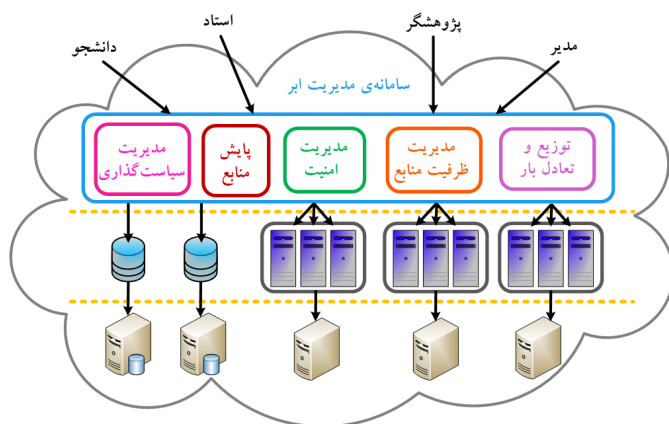 مدیر
پژوهشگر
استاد
دانشجو
سامانه‌ی مدیریت ابر
توزیع و
تعادل بار
مدیریت
ظرفیت منابع
مدیریت
امنیت
پایش
منابع
مدیریت
سیاست‌گذاری